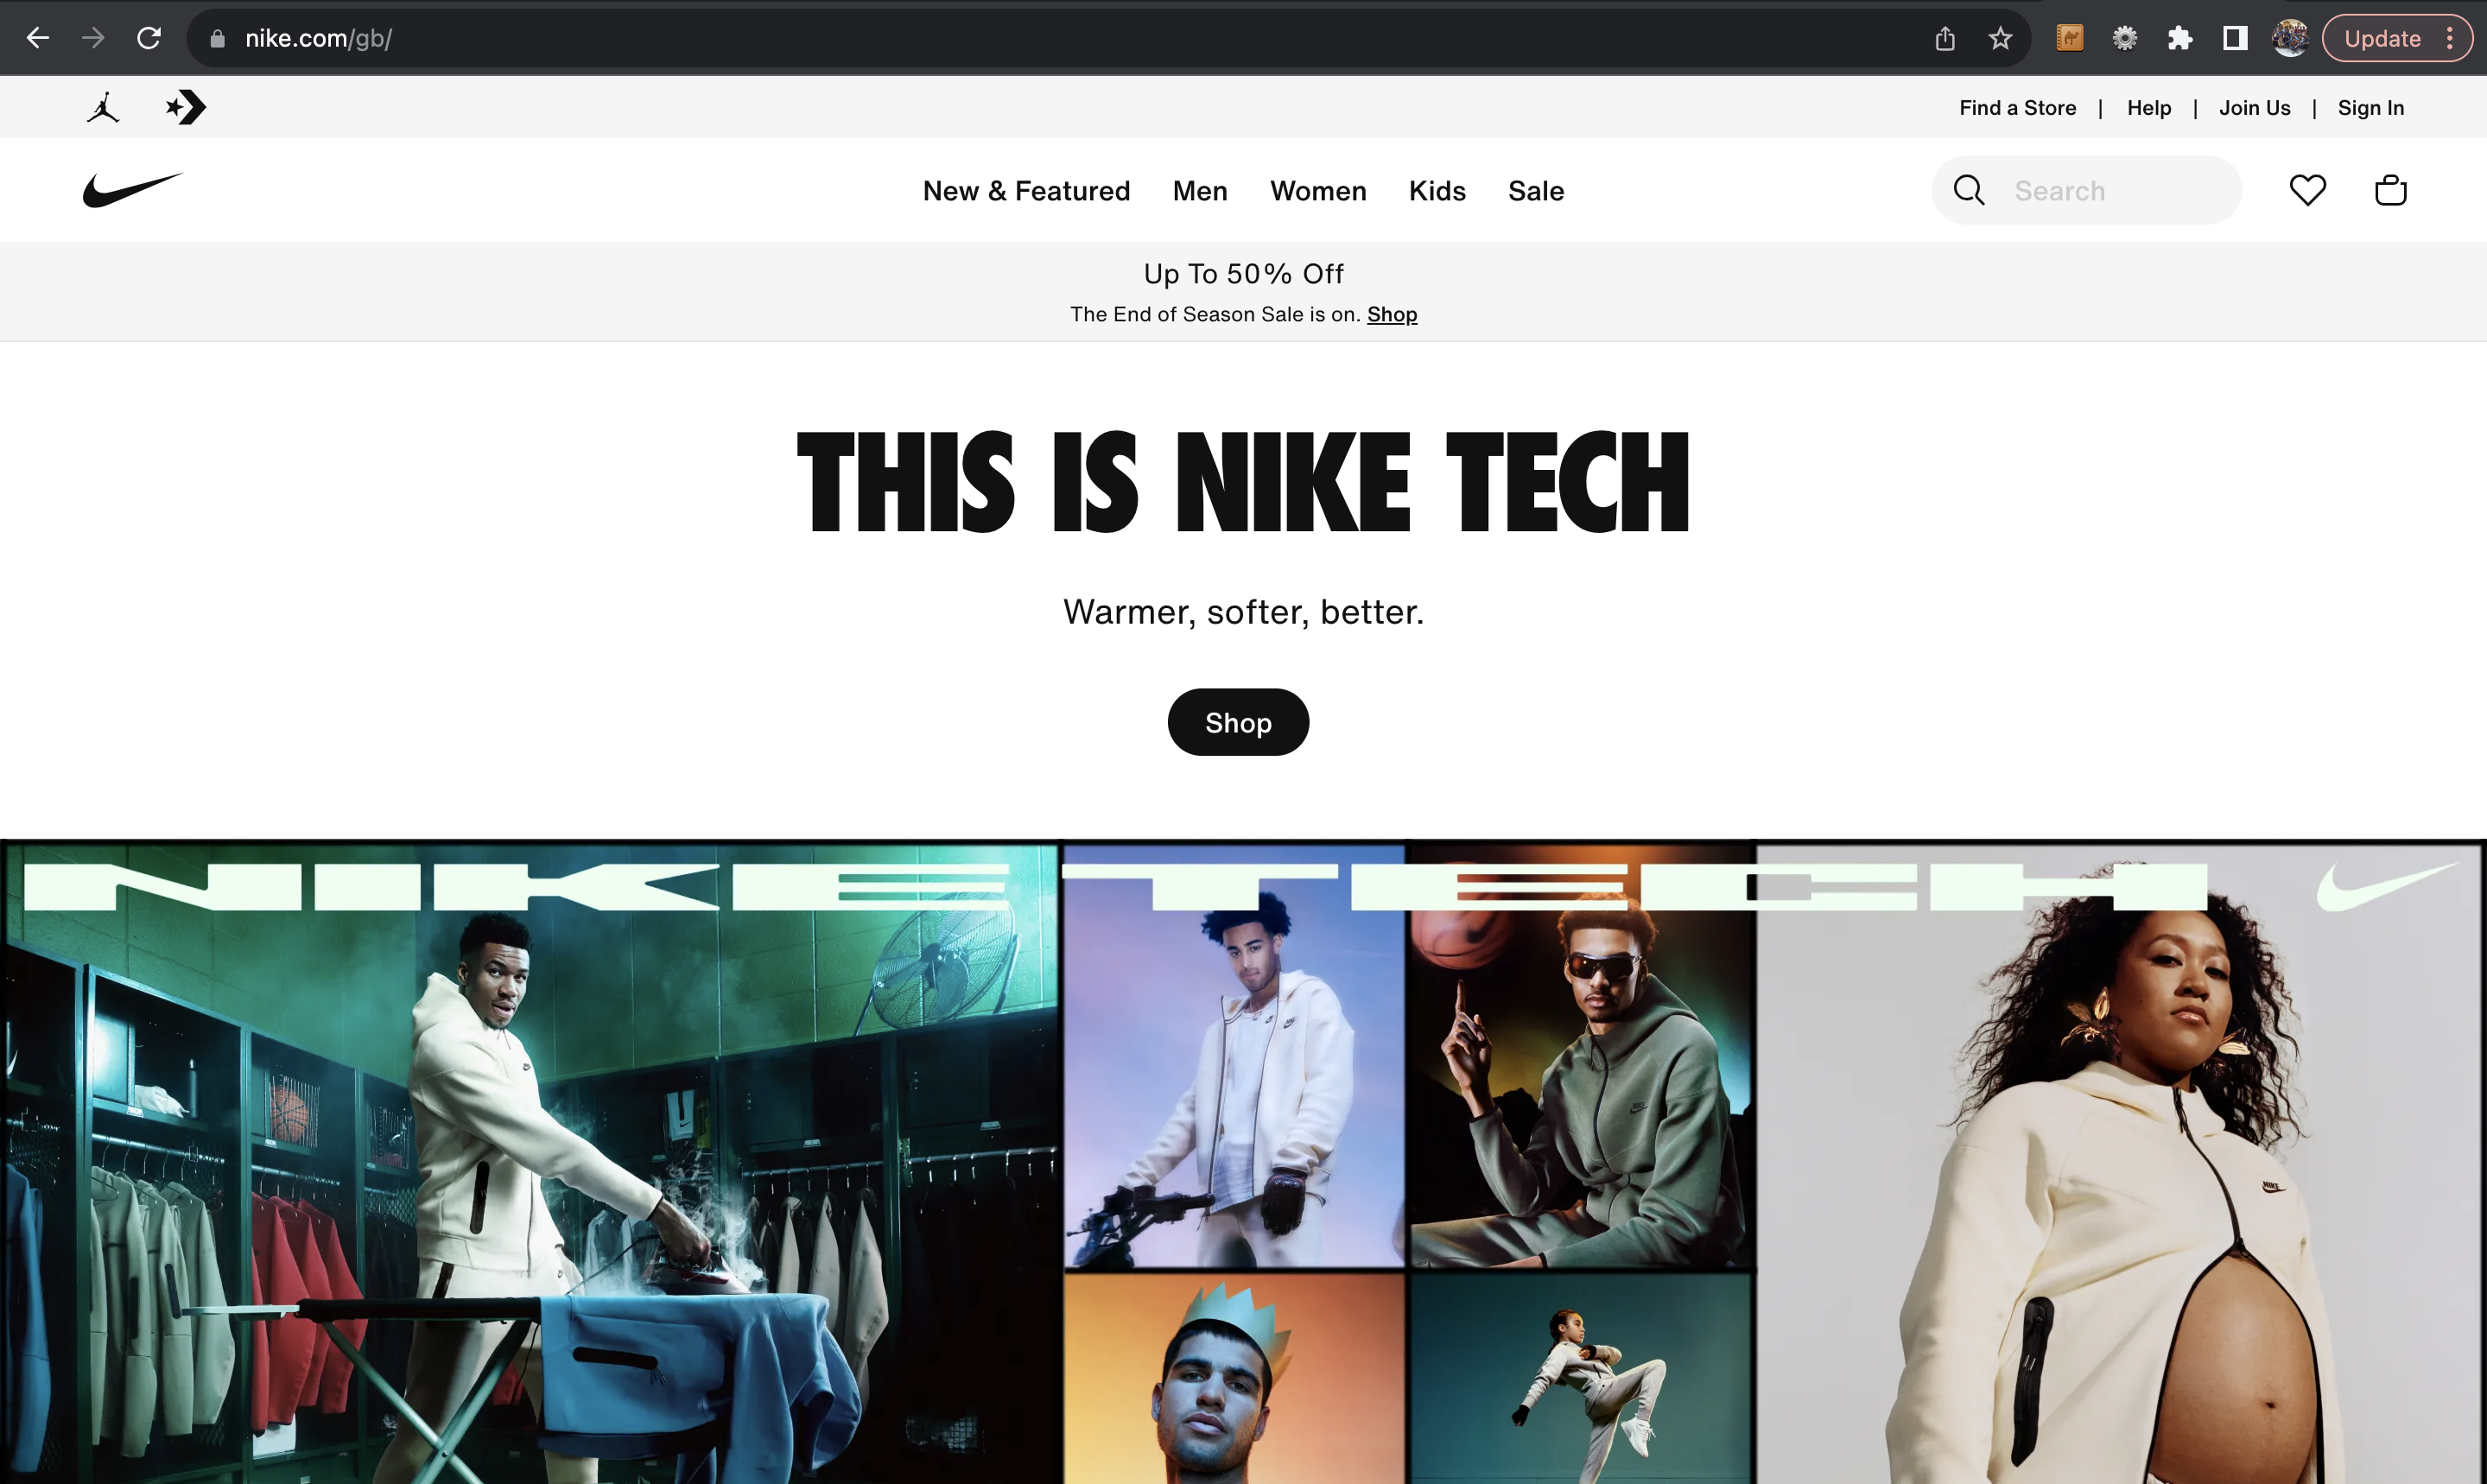 nike.com/gb/
Update
Find a Store | Help | Join Us | Sign In
New & Featured Men Women Kids Sale
Search
Up To 50% Off
The End of Season Sale is on. Shop
THIS IS NIKE TECH
Warmer, softer, better.
Shop
NIKE TECH
NIKE